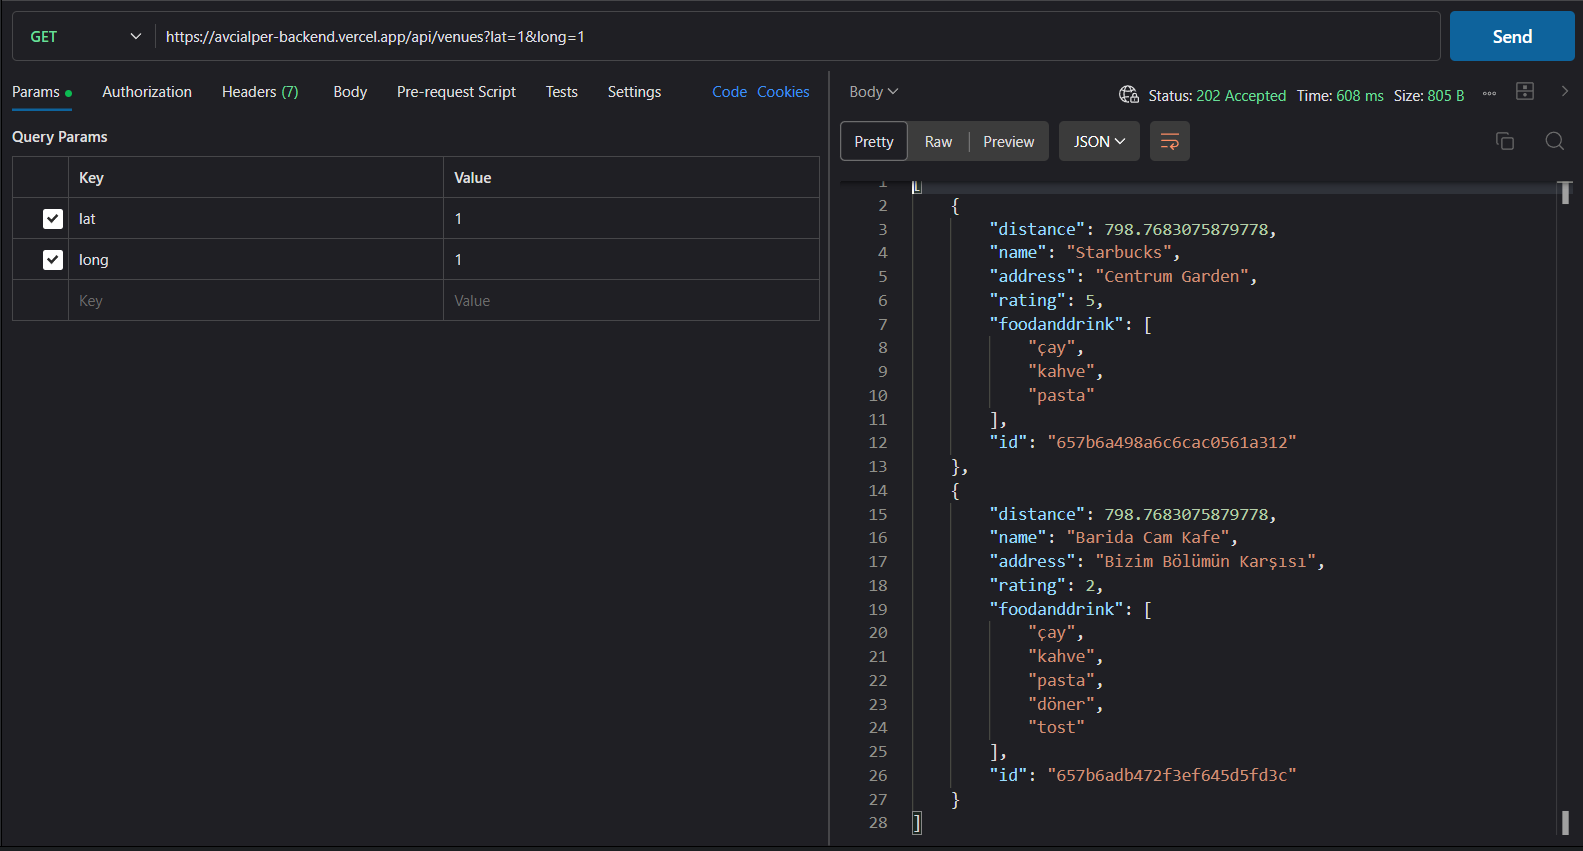 GET https://avcialper-backend.vercel.app/api/venues?lat=1&long=1 Send
Params Authorization Headers (7) Body Pre-request Script Tests Settings Code Cookies
Query Params
Key Value
lat 1
long 1
Key Value
Body Status: 202 Accepted Time: 608 ms Size: 805 B
Pretty Raw Preview JSON
1 [
2 {
3 "distance": 798.7683075879778,
4 "name": "Starbucks",
5 "address": "Centrum Garden",
6 "rating": 5,
7 "foodanddrink": [
8 "çay",
9 "kahve",
10 "pasta"
11 ],
12 "id": "657b6a498a6c6cac0561a312"
13 },
14 {
15 "distance": 798.7683075879778,
16 "name": "Barida Cam Kafe",
17 "address": "Bizim Bölümün Karşısı",
18 "rating": 2,
19 "foodanddrink": [
20 "çay",
21 "kahve",
22 "pasta",
23 "döner",
24 "tost"
25 ],
26 "id": "657b6adb472f3ef645d5fd3c"
27 }
28 ]